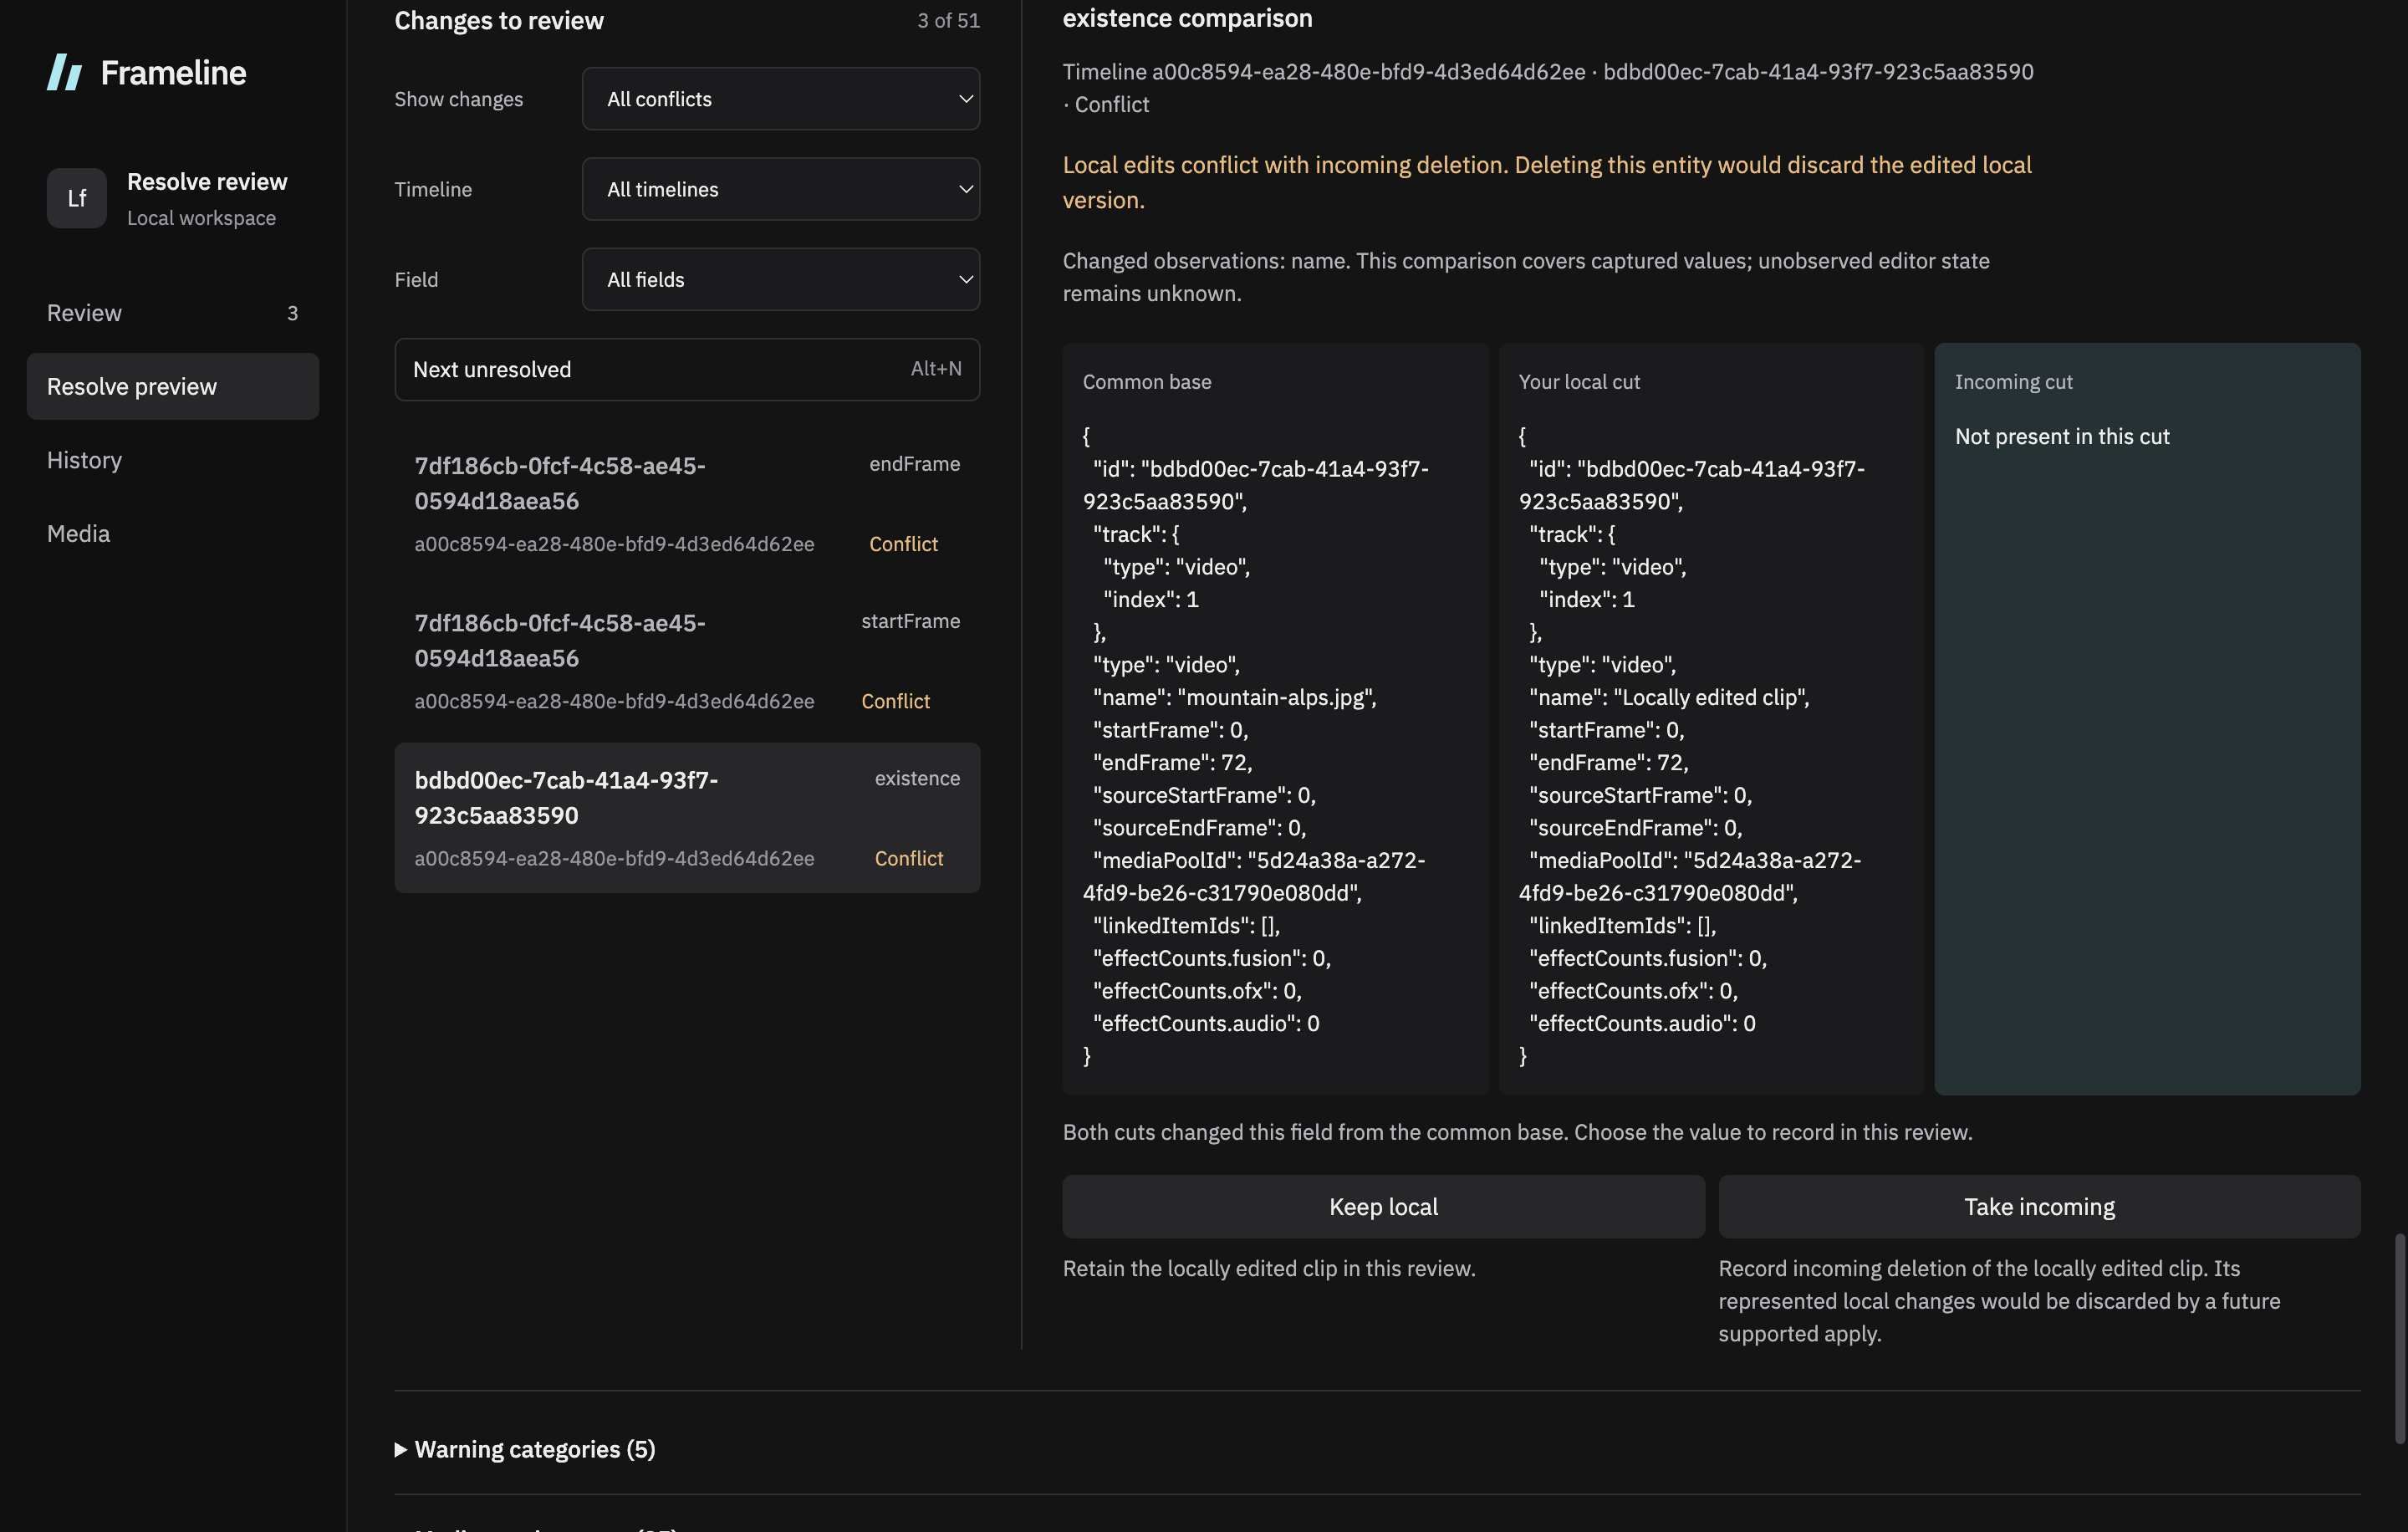 Frameline
Lf
Resolve review
Local workspace
Review 3
Resolve preview
History
Media
Changes to review 3 of 51
Show changes All conflicts
Timeline All timelines
Field All fields
Next unresolved Alt+N
7df186cb-0fcf-4c58-ae45- endFrame
0594d18aea56
a00c8594-ea28-480e-bfd9-4d3ed64d62ee Conflict
7df186cb-0fcf-4c58-ae45- startFrame
0594d18aea56
a00c8594-ea28-480e-bfd9-4d3ed64d62ee Conflict
bdbd00ec-7cab-41a4-93f7- existence
923c5aa83590
a00c8594-ea28-480e-bfd9-4d3ed64d62ee Conflict
existence comparison
Timeline a00c8594-ea28-480e-bfd9-4d3ed64d62ee · bdbd00ec-7cab-41a4-93f7-923c5aa83590
· Conflict
Local edits conflict with incoming deletion. Deleting this entity would discard the edited local
version.
Changed observations: name. This comparison covers captured values; unobserved editor state
remains unknown.
Common base
{
"id": "bdbd00ec-7cab-41a4-93f7-
923c5aa83590",
"track": {
"type": "video",
"index": 1
},
"type": "video",
"name": "mountain-alps.jpg",
"startFrame": 0,
"endFrame": 72,
"sourceStartFrame": 0,
"sourceEndFrame": 0,
"mediaPoolId": "5d24a38a-a272-
4fd9-be26-c31790e080dd",
"linkedItemIds": [],
"effectCounts.fusion": 0,
"effectCounts.ofx": 0,
"effectCounts.audio": 0
}
Your local cut
{
"id": "bdbd00ec-7cab-41a4-93f7-
923c5aa83590",
"track": {
"type": "video",
"index": 1
},
"type": "video",
"name": "Locally edited clip",
"startFrame": 0,
"endFrame": 72,
"sourceStartFrame": 0,
"sourceEndFrame": 0,
"mediaPoolId": "5d24a38a-a272-
4fd9-be26-c31790e080dd",
"linkedItemIds": [],
"effectCounts.fusion": 0,
"effectCounts.ofx": 0,
"effectCounts.audio": 0
}
Incoming cut
Not present in this cut
Both cuts changed this field from the common base. Choose the value to record in this review.
Keep local
Retain the locally edited clip in this review.
Take incoming
Record incoming deletion of the locally edited clip. Its
represented local changes would be discarded by a future
supported apply.
Warning categories (5)